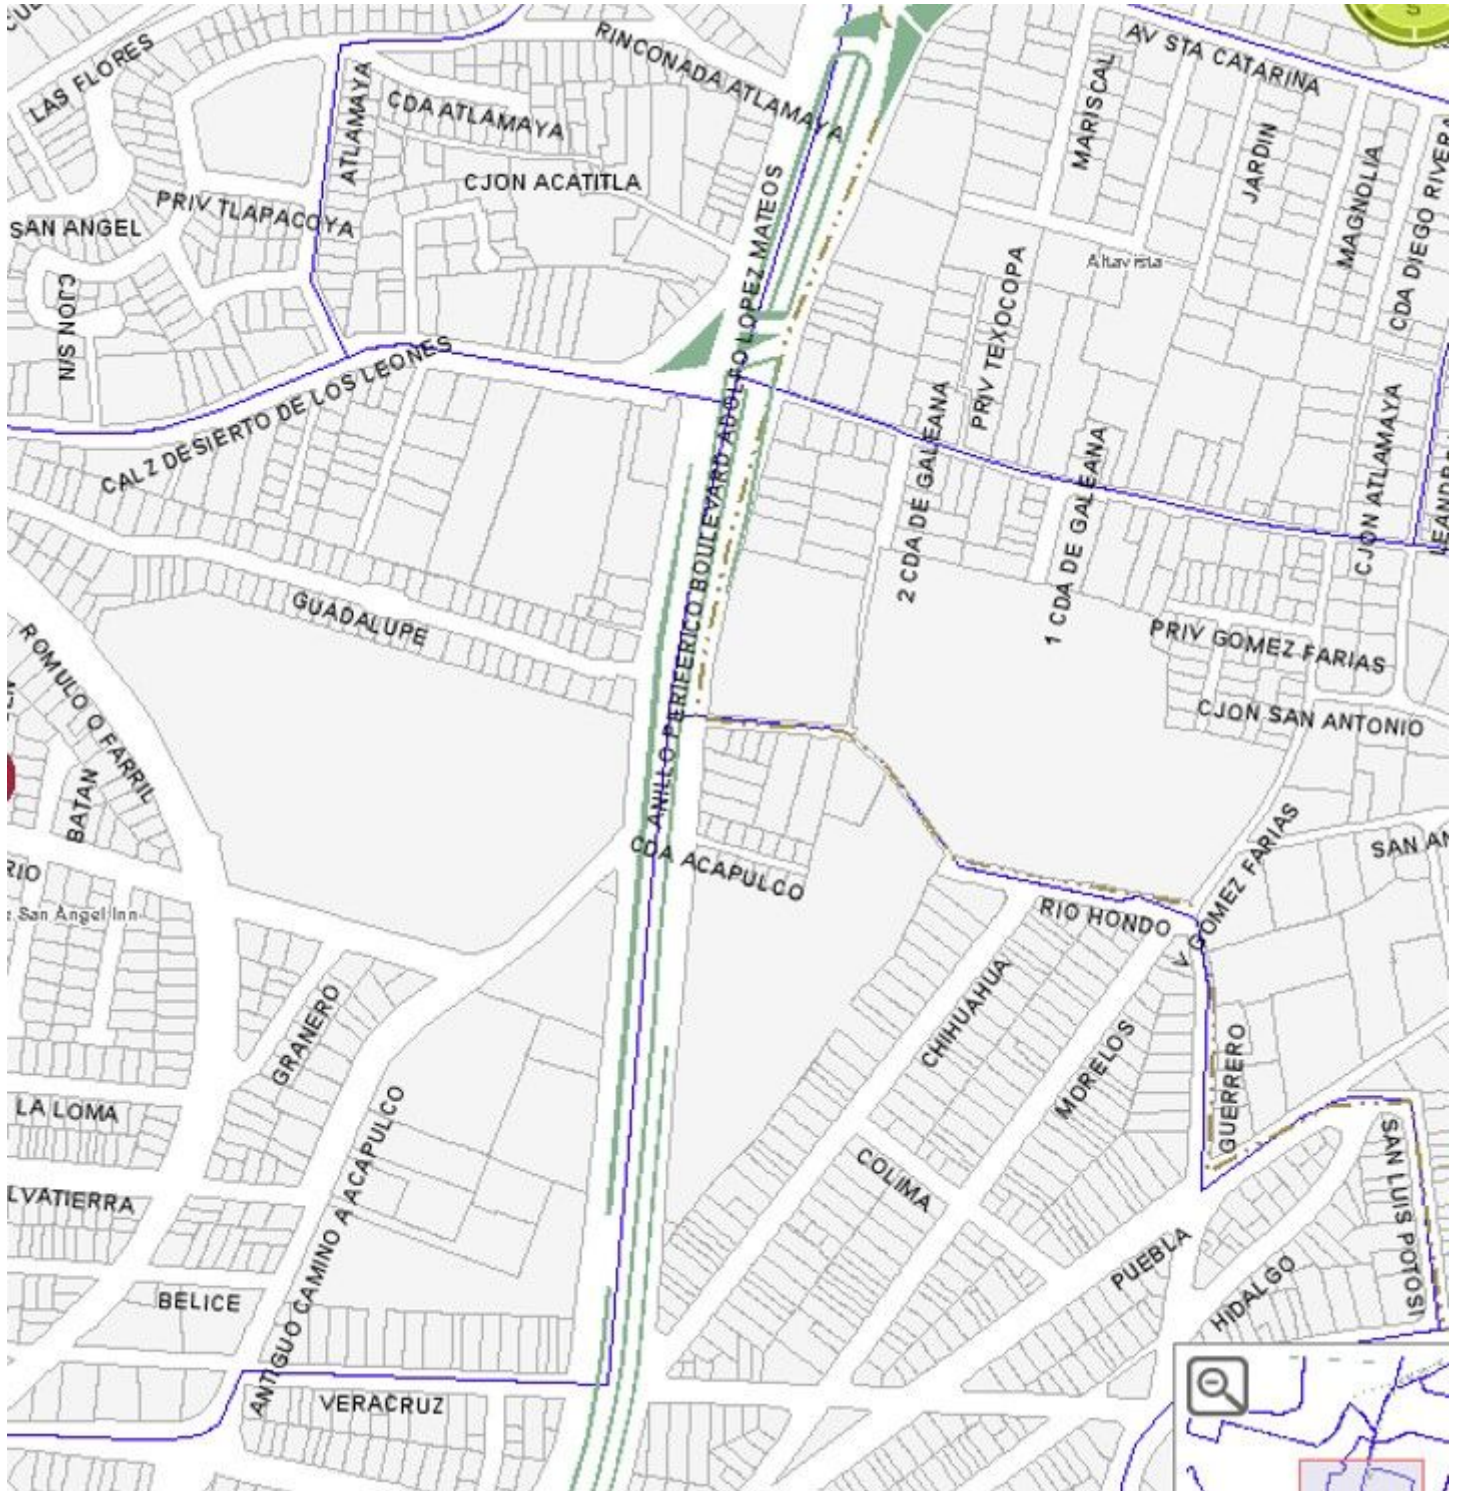 LAS FLORES
RINCONADA ATLAMAYA
AV STA CATARINA
ATLAMAYA
CDA ATLAMAYA
MARISCAL
JARDIN
MAGNOLIA
CDA DIEGO RIVERA
CJON ACATITLA
PRIV TLAPACOYA
SAN ANGEL
CJON S/N
Altavista
PRIV TEXOCOPA
CALZ DESIERTO DE LOS LEONES
ANILLO PERIFERICO BOULEVARD ADOLFO LOPEZ MATEOS
2 CDA DE GALEANA
1 CDA DE GALEANA
CJON ATLAMAYA
GUADALUPE
PRIV GOMEZ FARIAS
ROMULO O FARRIL
CJON SAN ANTONIO
BATAN
CDA ACAPULCO
V GOMEZ FARIAS
SAN AN
RIO
San Angel Inn
RIO HONDO
CHIHUAHUA
GRANERO
MORELOS
GUERRERO
LA LOMA
ANTIGUO CAMINO A ACAPULCO
COLIMA
SAN LUIS POTOSI
LVATIERRA
PUEBLA
HIDALGO
BELICE
VERACRUZ